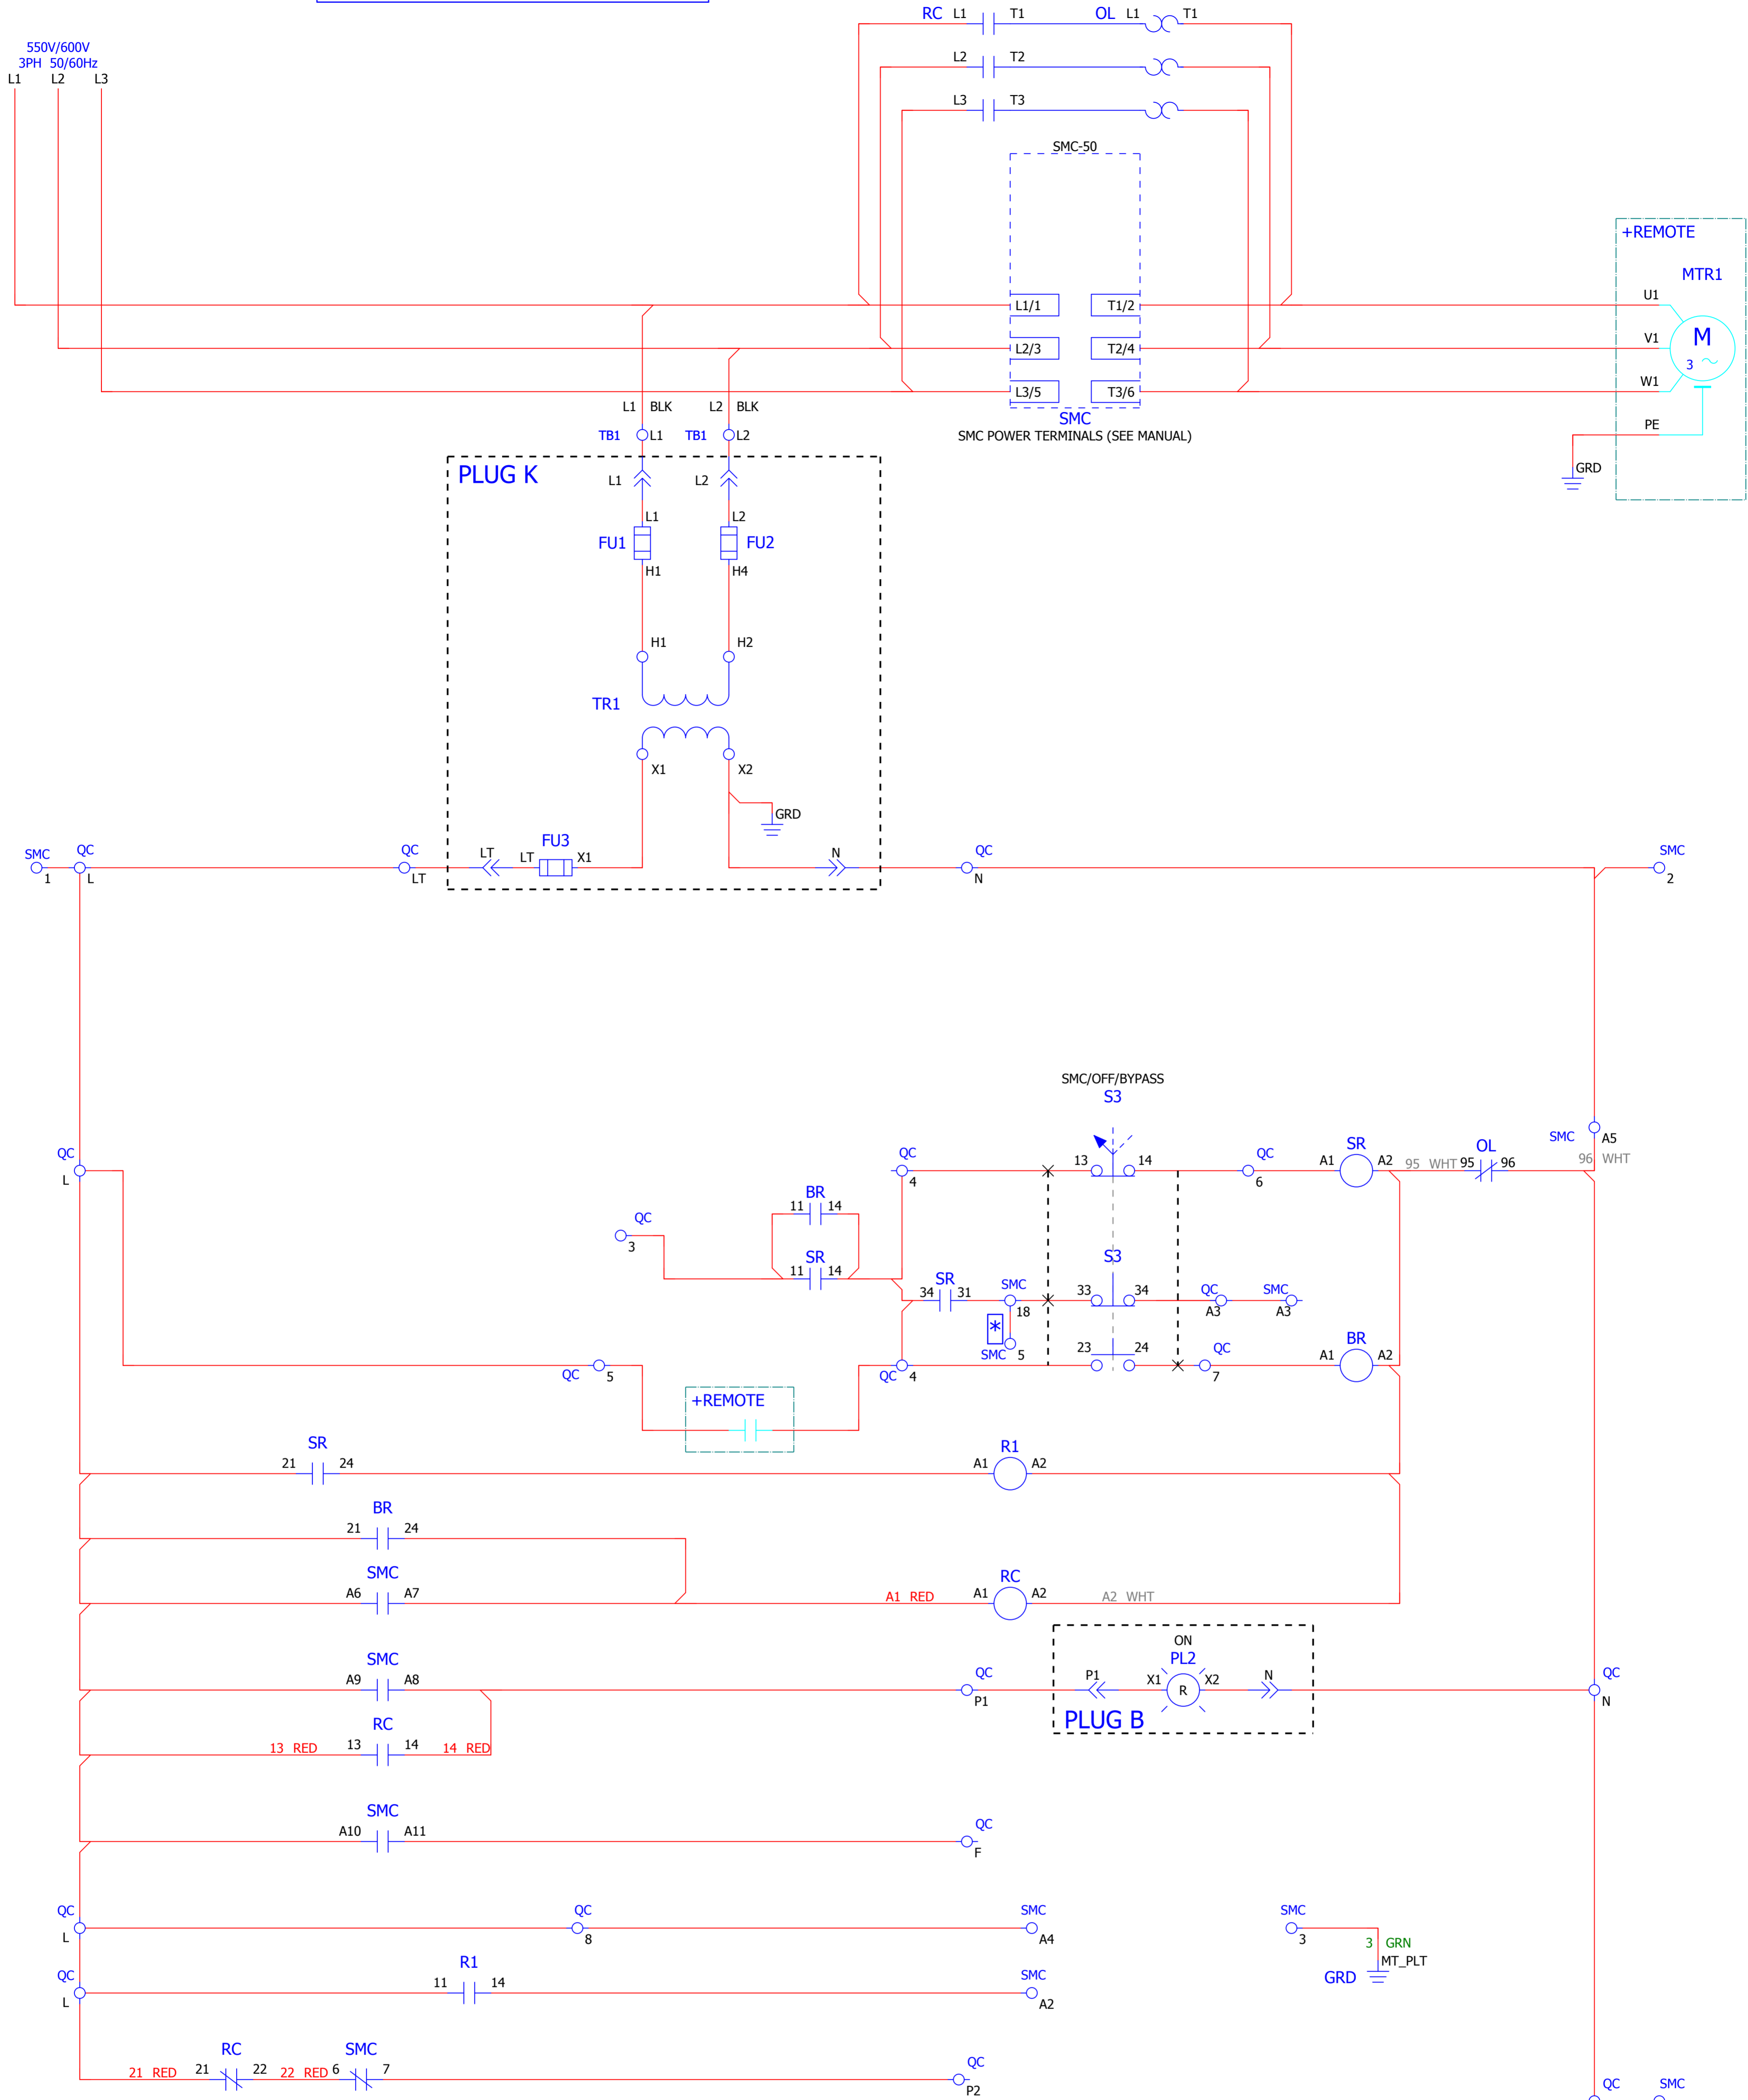 RC L1 T1 OL L1 T1
550V/600V
3PH 50/60Hz
L1 L2 L3
L2 T2
L3 T3
SMC-50
+REMOTE
MTR1
L1/1 T1/2 U1
L2/3 T2/4 V1 M
3
L3/5 T3/6 W1
L1 BLK L2 BLK
SMC
PE
TB1 L1 TB1 L2
SMC POWER TERMINALS (SEE MANUAL)
PLUG K
L1 L2
GRD
L1 L2
FU1 FU2
H1 H4
H1 H2
TR1
X1 X2
GRD
FU3
SMC QC QC LT LT X1 N QC SMC
1 L LT N 2
SMC/OFF/BYPASS
S3
SMC A5
QC QC 13 14 QC SR OL
A1 A2 95 WHT 95 96 96 WHT
L 4 6
BR
11 14
QC
3
SR
11 14
S3
SR
34 31 SMC 33 34 QC SMC
18 A3 A3
*
SMC 5 23 24 QC BR
A1 A2
QC 5 QC 4 7
+REMOTE
SR
21 24
R1
A1 A2
BR
21 24
SMC
A6 A7
A1 RED
RC
A1 A2
A2 WHT
ON
PL2
SMC
A9 A8
QC
P1
P1 X1 R X2 N
QC
N
PLUG B
RC
13 RED 13 14 14 RED
SMC
A10 A11
QC
F
QC QC SMC SMC
L 8 A4 3
3 GRN
MT_PLT
GRD
QC R1 SMC
11 14
L A2
RC SMC
21 RED 21 22 22 RED 6 7
QC
P2
QC SMC